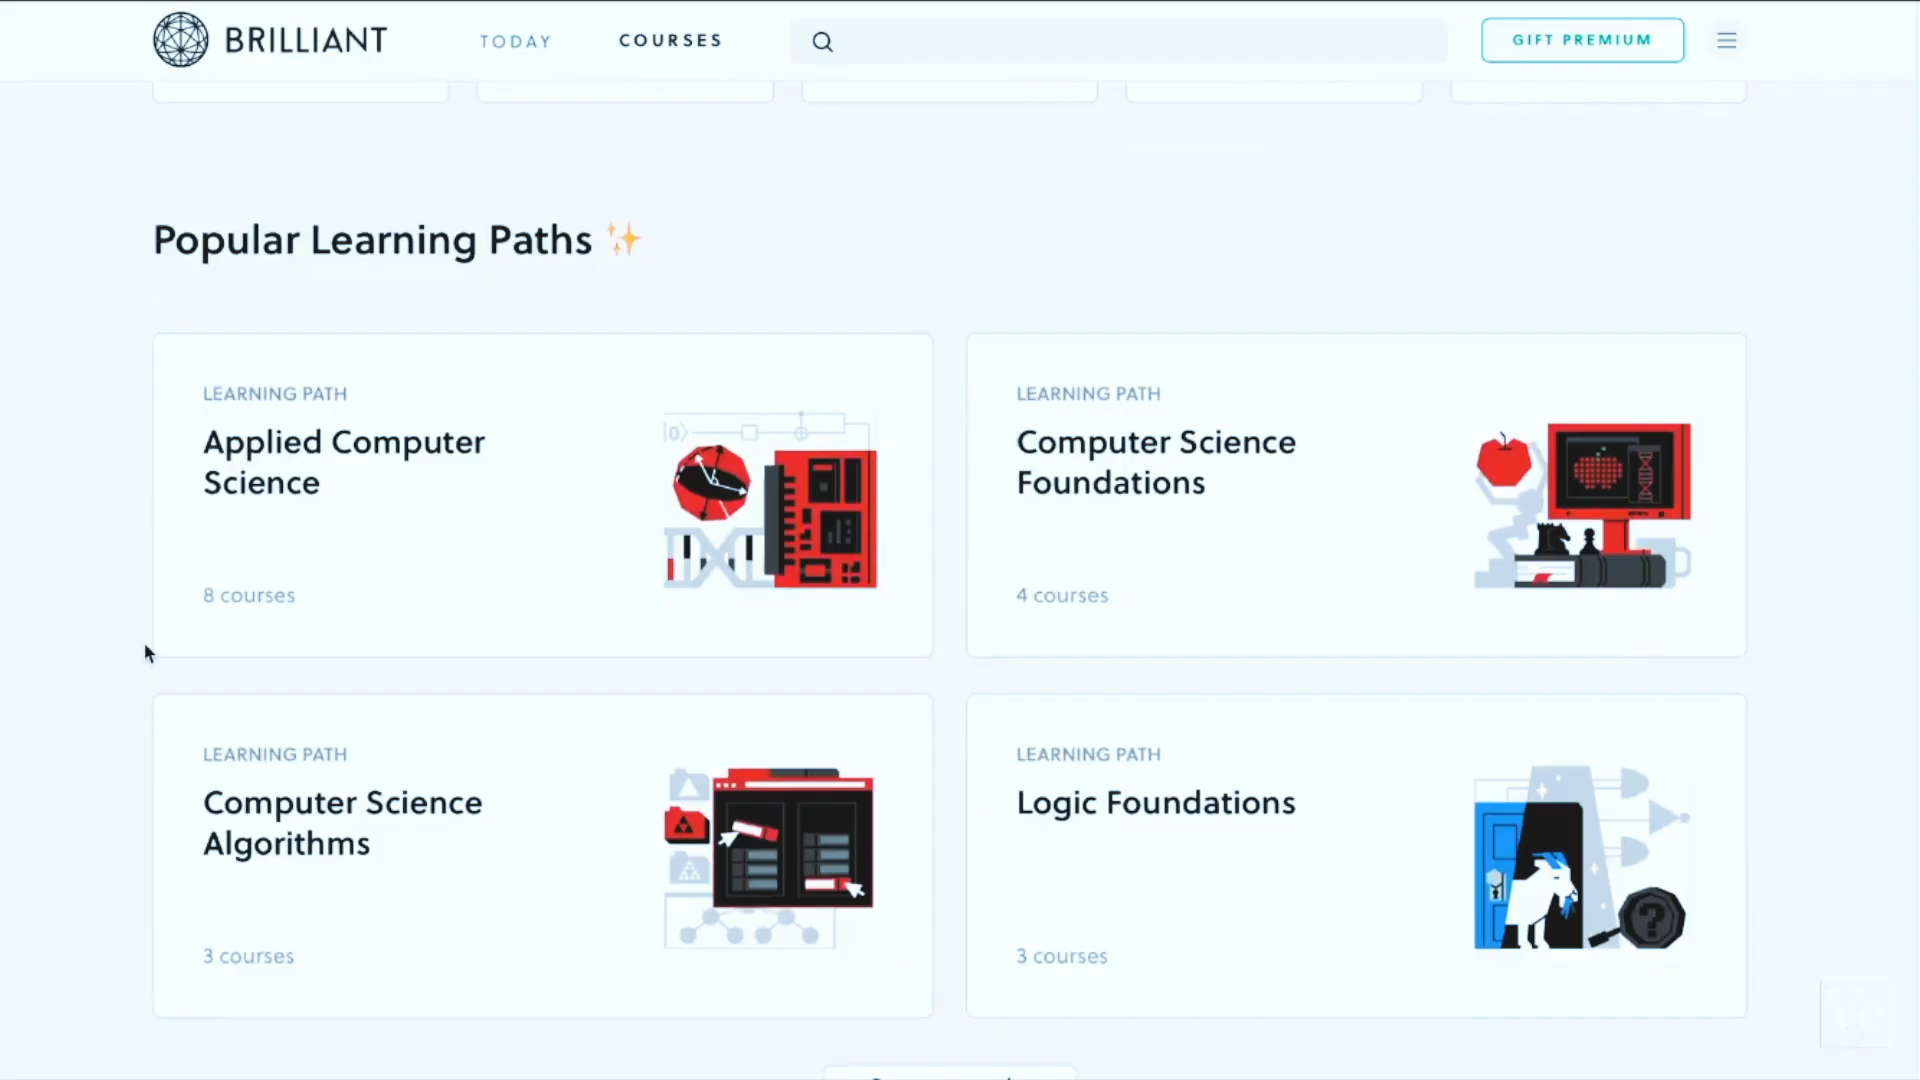 BRILLIANT
TODAY
COURSES
GIFT PREMIUM
Popular Learning Paths ✨
LEARNING PATH
Applied Computer
Science
8 courses
LEARNING PATH
Computer Science
Foundations
4 courses
LEARNING PATH
Computer Science
Algorithms
3 courses
LEARNING PATH
Logic Foundations
3 courses
|0⟩
?